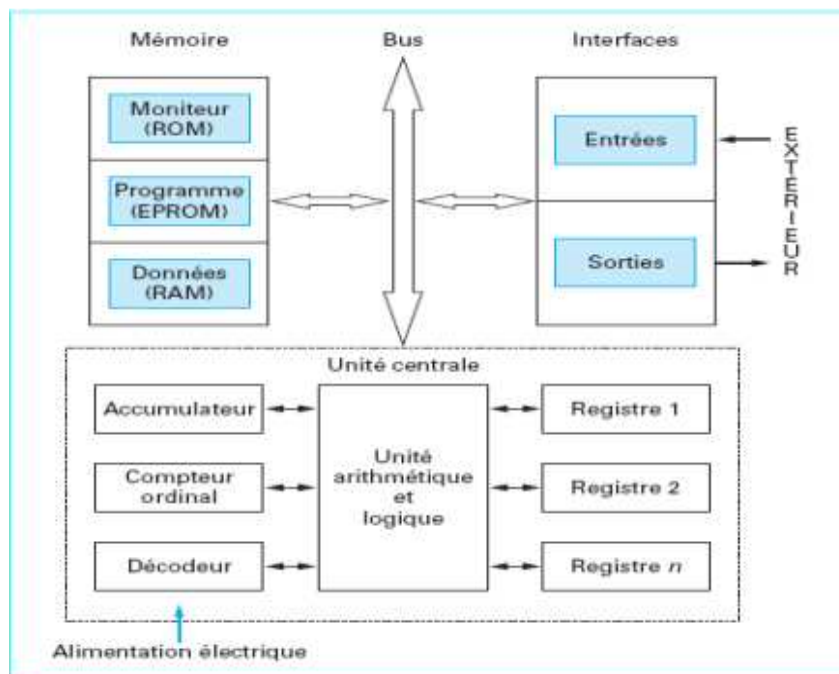 Mémoire
Bus
Interfaces
Moniteur
(ROM)
Programme
(EPROM)
Données
(RAM)
Entrées
Sorties
EXTERIEUR
Unité centrale
Accumulateur
Compteur
ordinal
Décodeur
Unité
arithmétique
et
logique
Registre 1
Registre 2
Registre n
Alimentation électrique